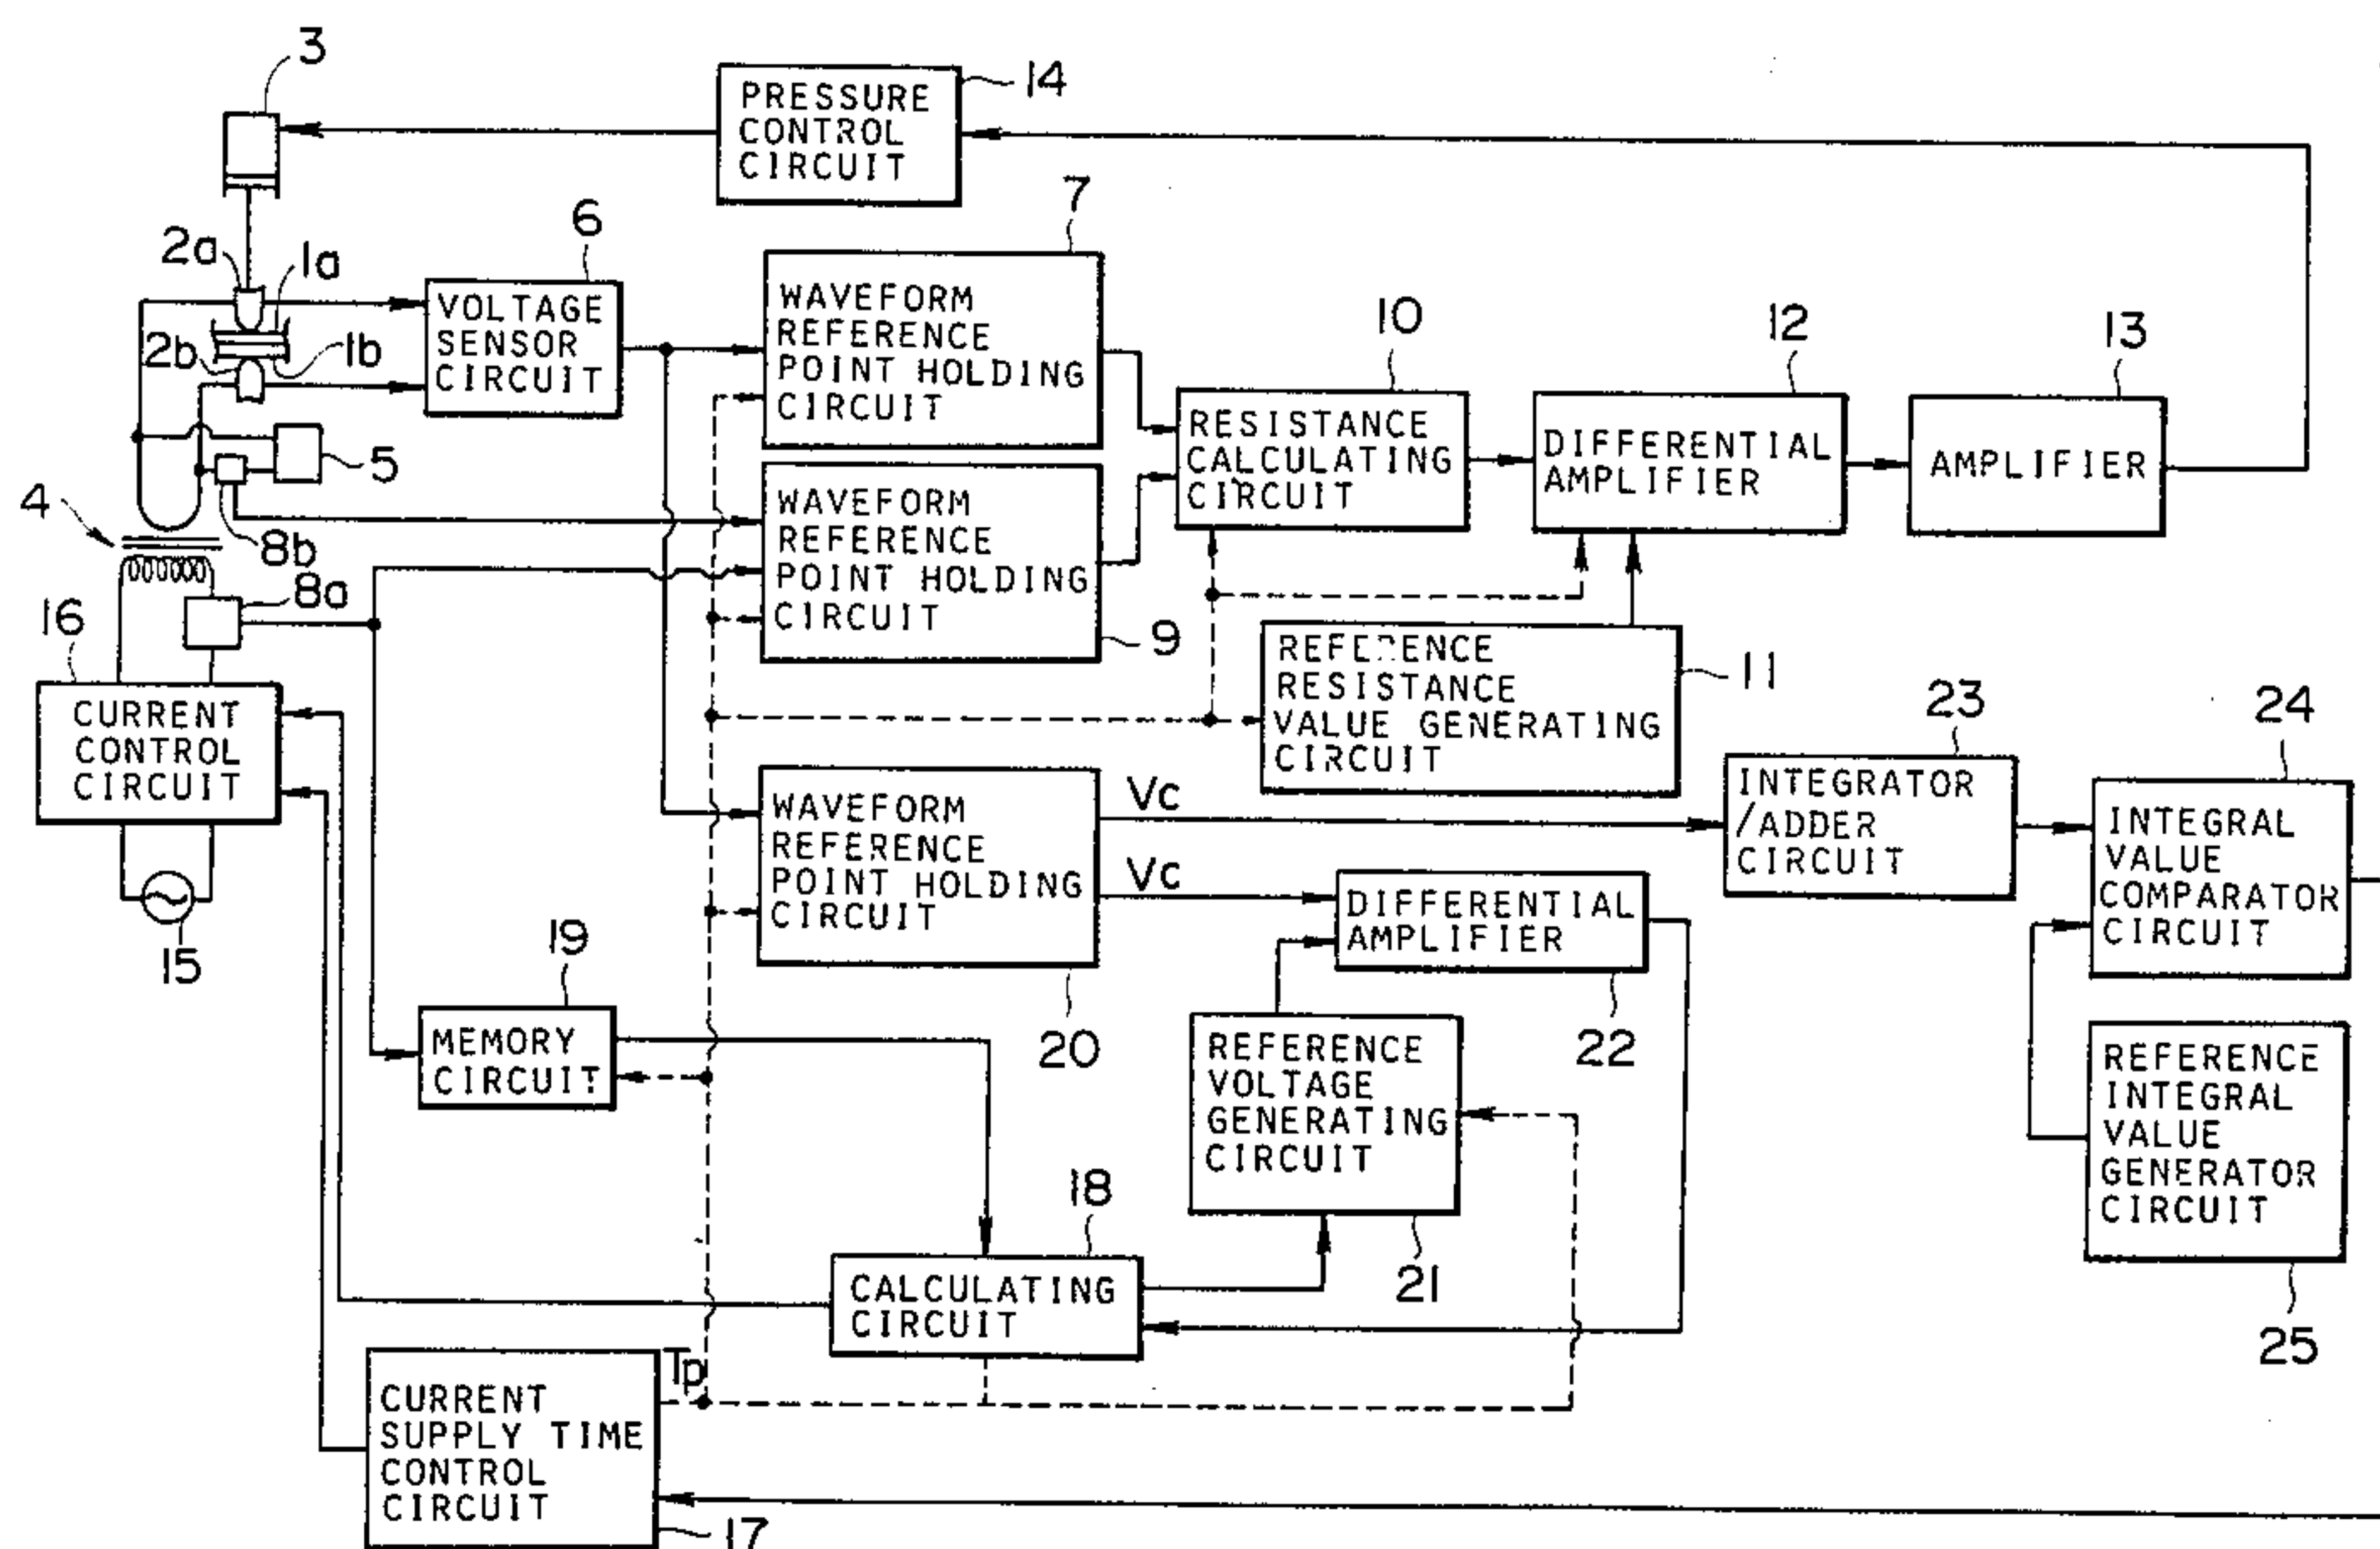 3
PRESSURE
CONTROL
CIRCUIT
14
7
6
2a
1a
VOLTAGE
SENSOR
CIRCUIT
2b
1b
WAVEFORM
REFERENCE
POINT HOLDING
CIRCUIT
10
12
13
RESISTANCE
CALCULATING
CIRCUIT
DIFFERENTIAL
AMPLIFIER
AMPLIFIER
5
4
8b
WAVEFORM
REFERENCE
POINT HOLDING
CIRCUIT
9
8a
16
CURRENT
CONTROL
CIRCUIT
15
REFERENCE
RESISTANCE
VALUE GENERATING
CIRCUIT
11
23
24
WAVEFORM
REFERENCE
POINT HOLDING
CIRCUIT
20
Vc
Vc
INTEGRATOR
/ADDER
CIRCUIT
INTEGRAL
VALUE
COMPARATOR
CIRCUIT
DIFFERENTIAL
AMPLIFIER
22
19
MEMORY
CIRCUIT
REFERENCE
VOLTAGE
GENERATING
CIRCUIT
21
REFERENCE
INTEGRAL
VALUE
GENERATOR
CIRCUIT
25
18
CALCULATING
CIRCUIT
Tp
CURRENT
SUPPLY TIME
CONTROL
CIRCUIT
17